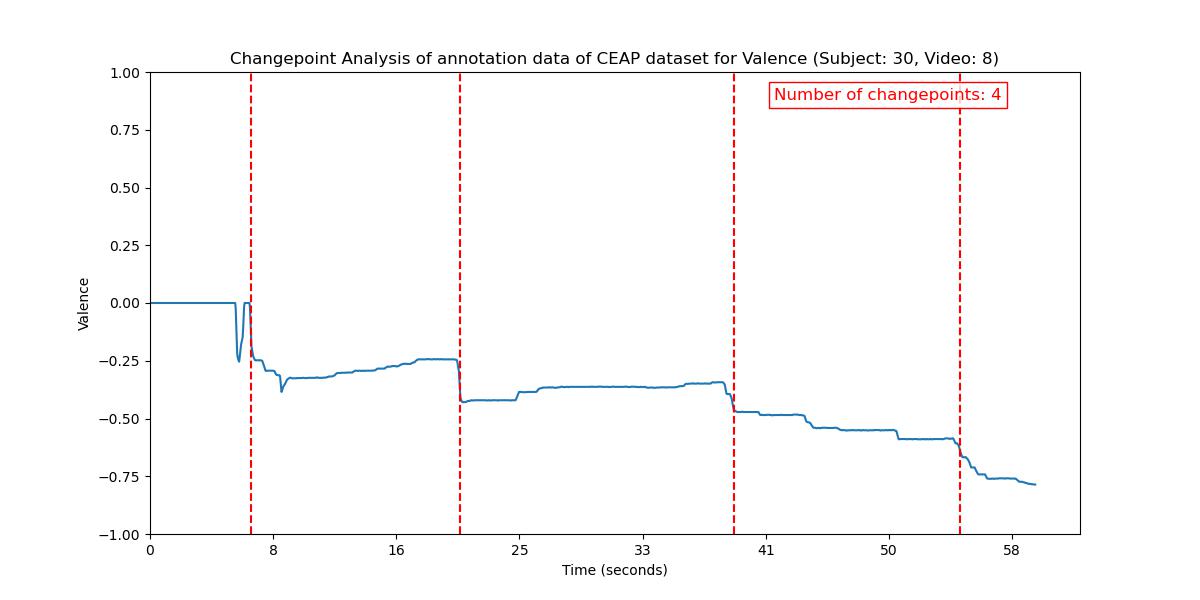 Changepoint Analysis of annotation data of CEAP dataset for Valence (Subject: 30, Video: 8)
Number of changepoints: 4
1.00
0.75
0.50
0.25
0.00
−0.25
−0.50
−0.75
−1.00
Valence
0 8 16 25 33 41 50 58
Time (seconds)